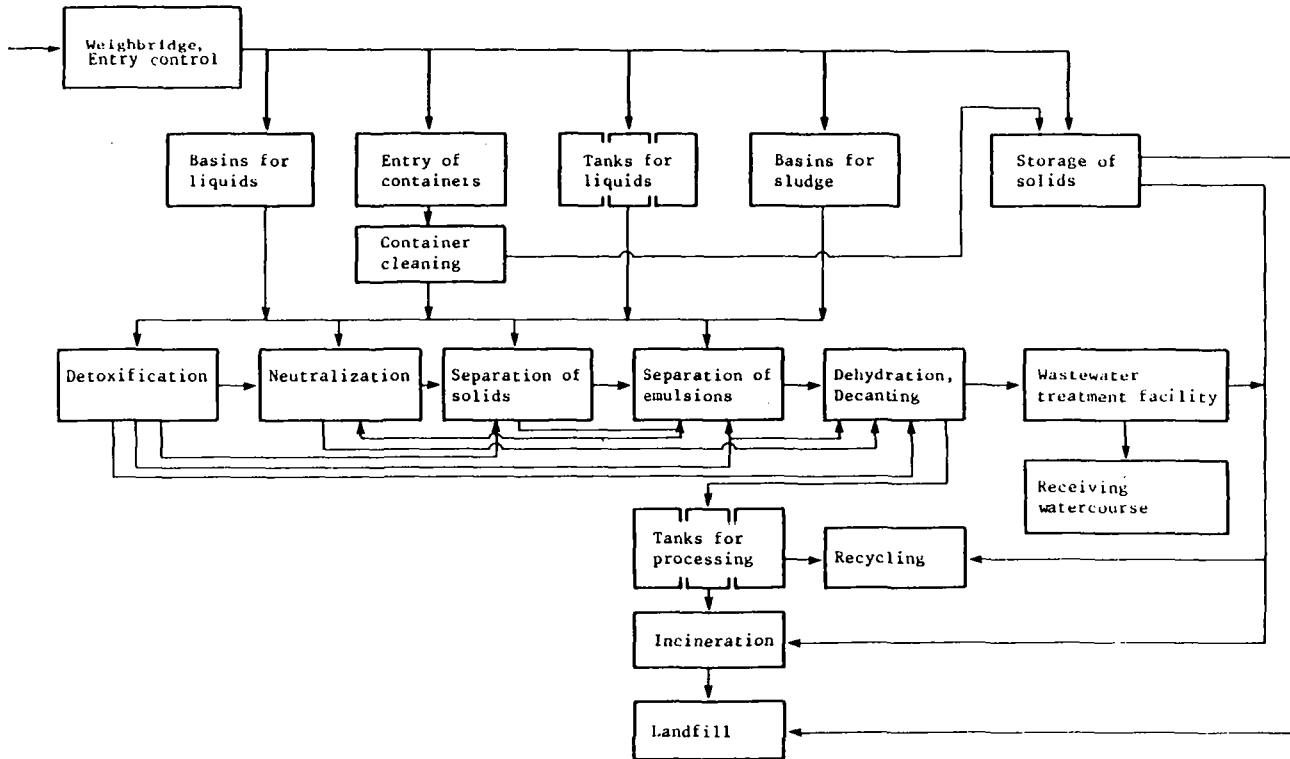 Weighbridge,
Entry control
Basins for
liquids
Entry of
containers
Tanks for
liquids
Basins for
sludge
Storage of
solids
Container
cleaning
Detoxification
Neutralization
Separation of
solids
Separation of
emulsions
Dehydration,
Decanting
Wastewater
treatment facility
Receiving
watercourse
Tanks for
processing
Recycling
Incineration
Landfill